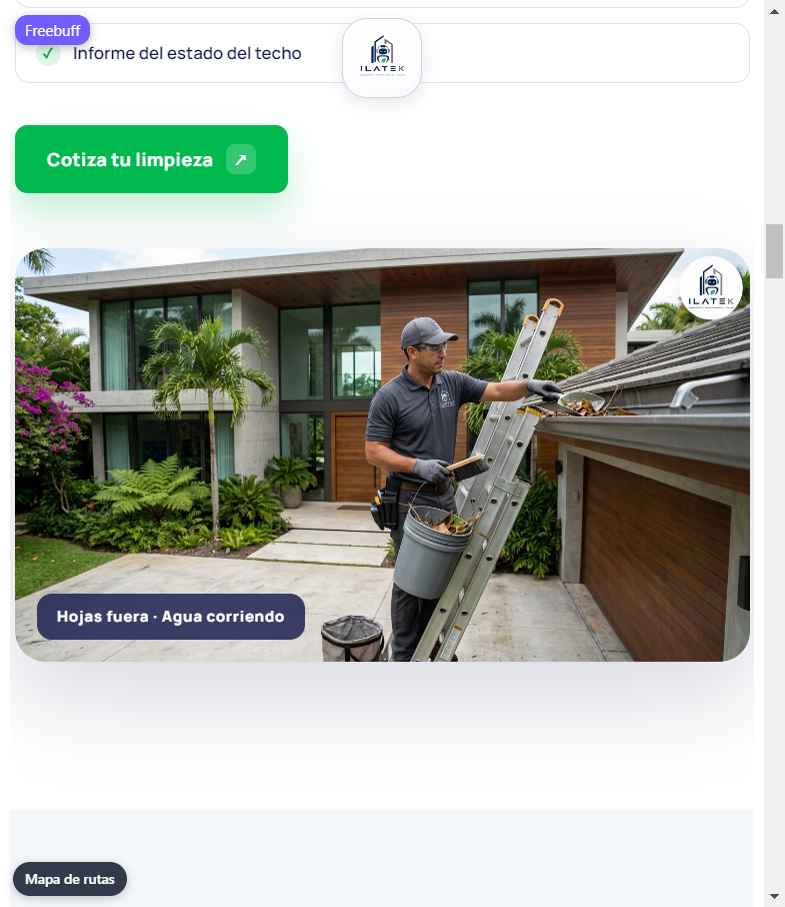 Freebuff
Informe del estado del techo
ILATEK
Cotiza tu limpieza
ILATEK
Hojas fuera · Agua corriendo
Mapa de rutas